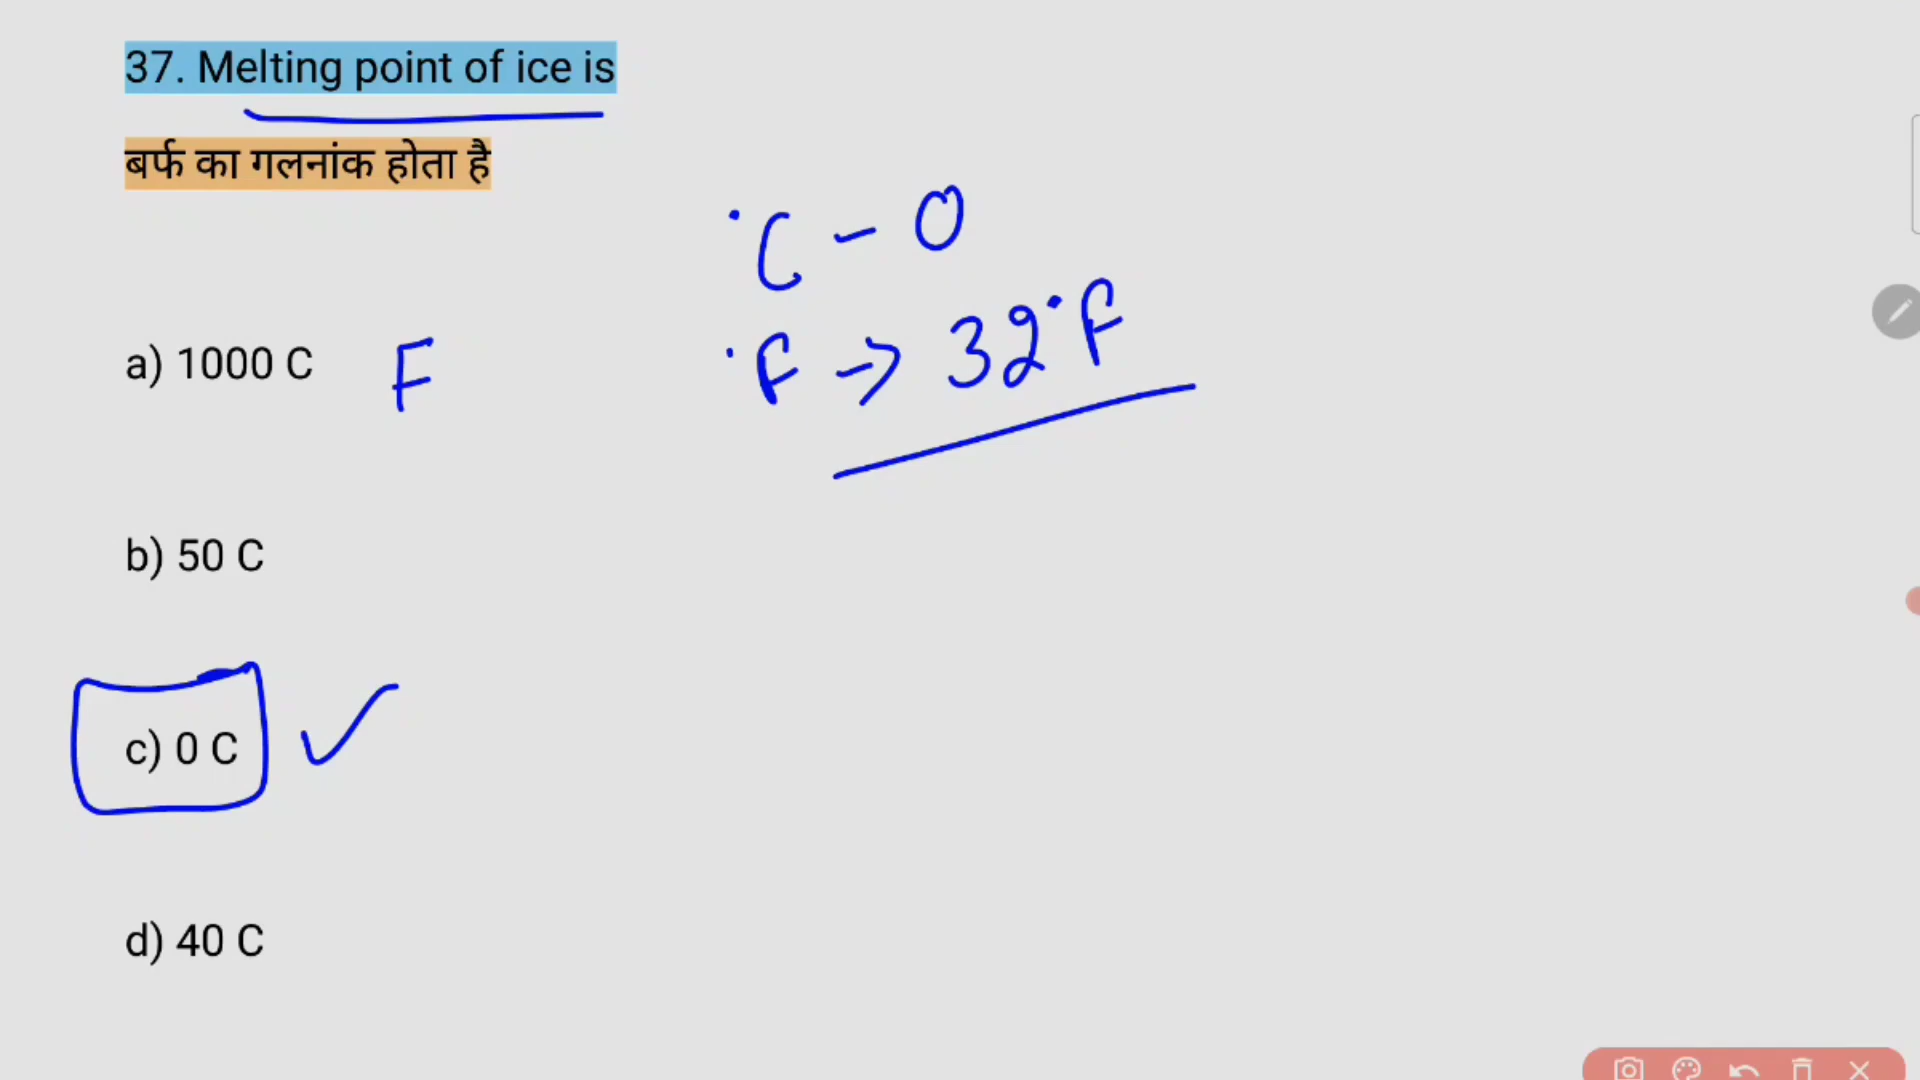 37. Melting point of ice is
बर्फ का गलनांक होता है
°C - 0
°F → 32°F
a) 1000 C F
b) 50 C
c) 0 C ✓
d) 40 C